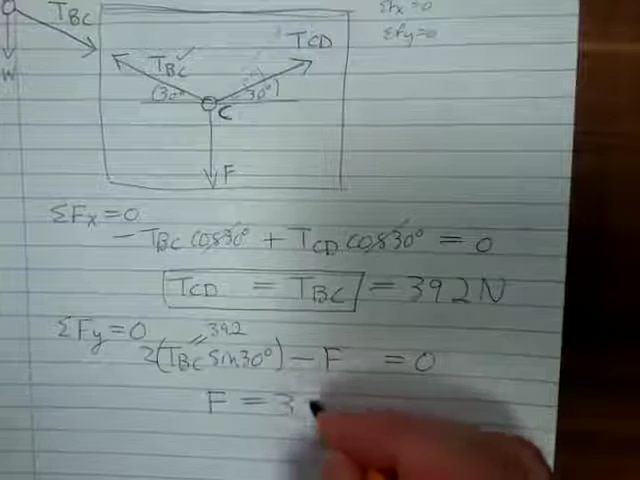 TBC
W
ΣFx=0
ΣFy=0
TBC TCD
(30° 30°)
C
F
ΣFx=0
- TBC cos30° + TCD cos30° = 0
TCD = TBC = 392N
ΣFy=0 392
2(TBC sin30°) - F = 0
F = 3